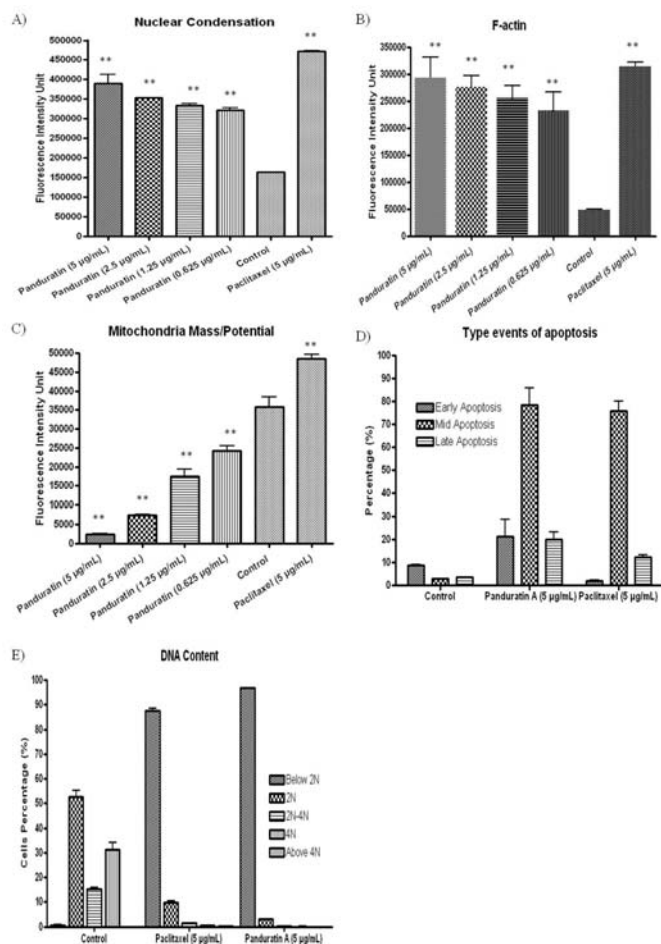 A)
Nuclear Condensation
Fluorescence Intensity Unit
500000
450000
400000
350000
300000
250000
200000
150000
100000
50000
0
**
**
**
**
**
Panduratin (5 µg/mL)
Panduratin (2.5 µg/mL)
Panduratin (1.25 µg/mL)
Panduratin (0.625 µg/mL)
Control
Paclitaxel (5 µg/mL)
B)
F-actin
Fluorescence Intensity Unit
350000
300000
250000
200000
150000
100000
50000
0
**
**
**
**
**
Panduratin (5 µg/mL)
Panduratin (2.5 µg/mL)
Panduratin (1.25 µg/mL)
Panduratin (0.625 µg/mL)
Control
Paclitaxel (5 µg/mL)
C)
Mitochondria Mass/Potential
Fluorescence Intensity Unit
50000
45000
40000
35000
30000
25000
20000
15000
10000
5000
0
**
**
**
**
**
Panduratin (5 µg/mL)
Panduratin (2.5 µg/mL)
Panduratin (1.25 µg/mL)
Panduratin (0.625 µg/mL)
Control
Paclitaxel (5 µg/mL)
D)
Type events of apoptosis
Percentage (%)
100
90
80
70
60
50
40
30
20
10
0
Early Apoptosis
Mid Apoptosis
Late Apoptosis
Control
Panduratin A (5 µg/mL)
Paclitaxel (5 µg/mL)
E)
DNA Content
Cells Percentage (%)
100
90
80
70
60
50
40
30
20
10
0
Below 2N
2N
2N-4N
4N
Above 4N
Control
Paclitaxel (5 µg/mL)
Panduratin A (5 µg/mL)